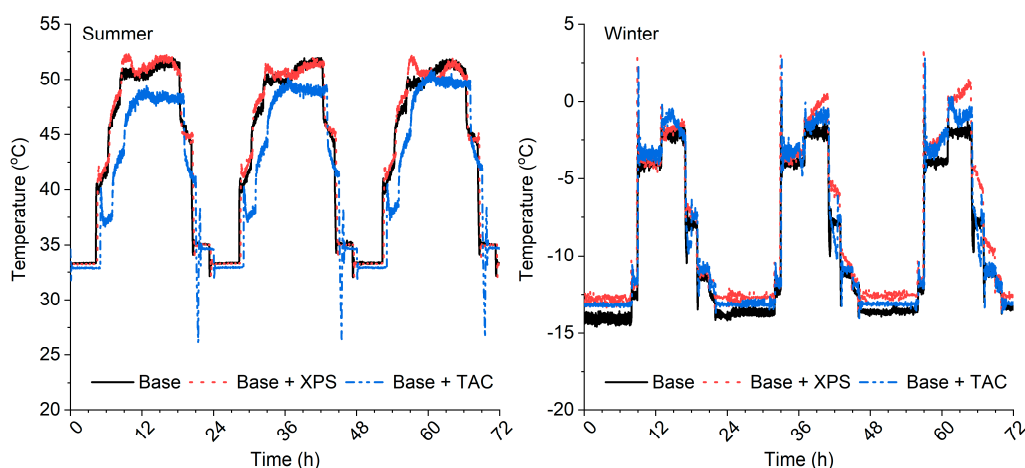 Summer
Temperature (°C)
55
50
45
40
35
30
25
20
Base
Base + XPS
Base + TAC
0
12
24
36
48
60
72
Time (h)
Winter
Temperature (°C)
5
0
-5
-10
-15
-20
Base
Base + XPS
Base + TAC
0
12
24
36
48
60
72
Time (h)